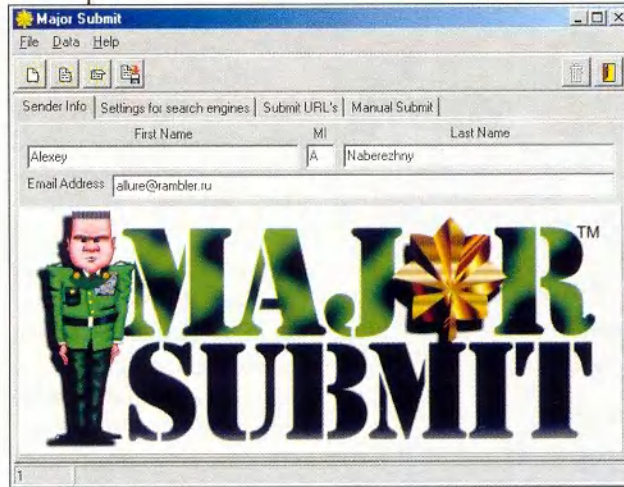 Major Submit
File Data Help
Sender Info Settings for search engines Submit URL's Manual Submit
First Name MI Last Name
Alexey A Naberezhny
Email Address allure@rambler.ru
MAJOR TM
SUBMIT
1